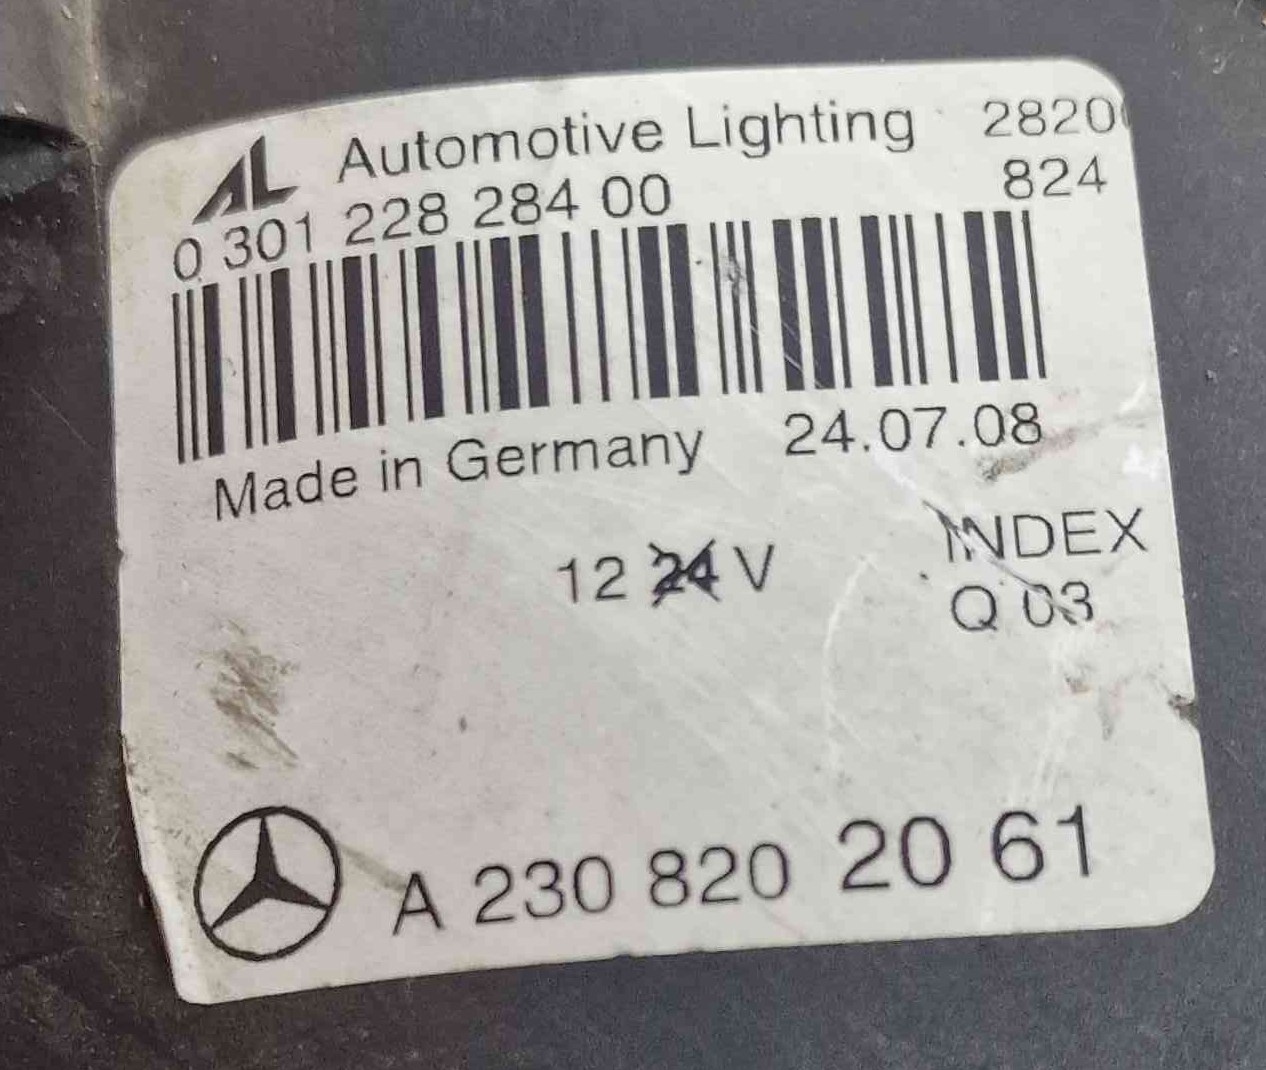 AL Automotive Lighting 2820
0 301 228 284 00 824
Made in Germany 24.07.08
12 24 V INDEX
Q 03
A 230 820 20 61